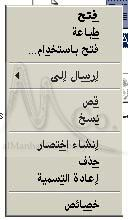 فتح
طباعة
فتح باستخدام...
إرسال إلى
قص
نسخ
إنشاء اختصار
حذف
إعادة التسمية
خصائص